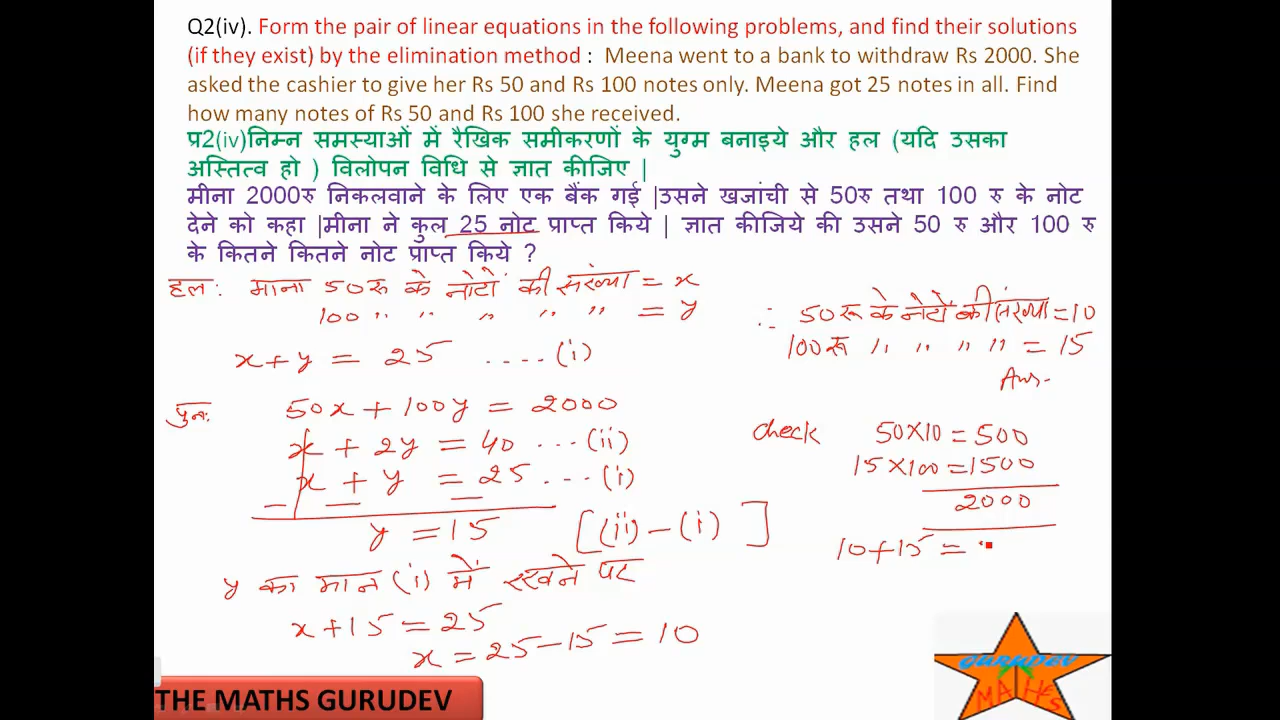 Q2(iv). Form the pair of linear equations in the following problems, and find their solutions
(if they exist) by the elimination method : Meena went to a bank to withdraw Rs 2000. She
asked the cashier to give her Rs 50 and Rs 100 notes only. Meena got 25 notes in all. Find
how many notes of Rs 50 and Rs 100 she received.
प्र2(iv)निम्न समस्याओं में रैखिक समीकरणों के युग्म बनाइये और हल (यदि उसका
अस्तित्व हो ) विलोपन विधि से ज्ञात कीजिए |
मीना 2000रु निकलवाने के लिए एक बैंक गई |उसने खजांची से 50रु तथा 100 रु के नोट
देने को कहा |मीना ने कुल 25 नोट प्राप्त किये | ज्ञात कीजिये की उसने 50 रु और 100 रु
के कितने कितने नोट प्राप्त किये ?
हल: माना 50रू के नोटों की संख्या = x
100 " " " " " = y
x+y = 25 ....(i)
पुन: 50x+100y = 2000
x + 2y = 40 ...(ii)
x + y = 25 ...(i)
– – –
y = 15 [(ii)-(i)]
y का मान (i) में रखने पर
x+15 = 25
x = 25-15 = 10
∴ 50रू के नोटों की संख्या = 10
100रू " " " " = 15
Ans.
check 50X10 = 500
15X100 = 1500
2000
10+15 =
GURUDEV
MATHS
THE MATHS GURUDEV